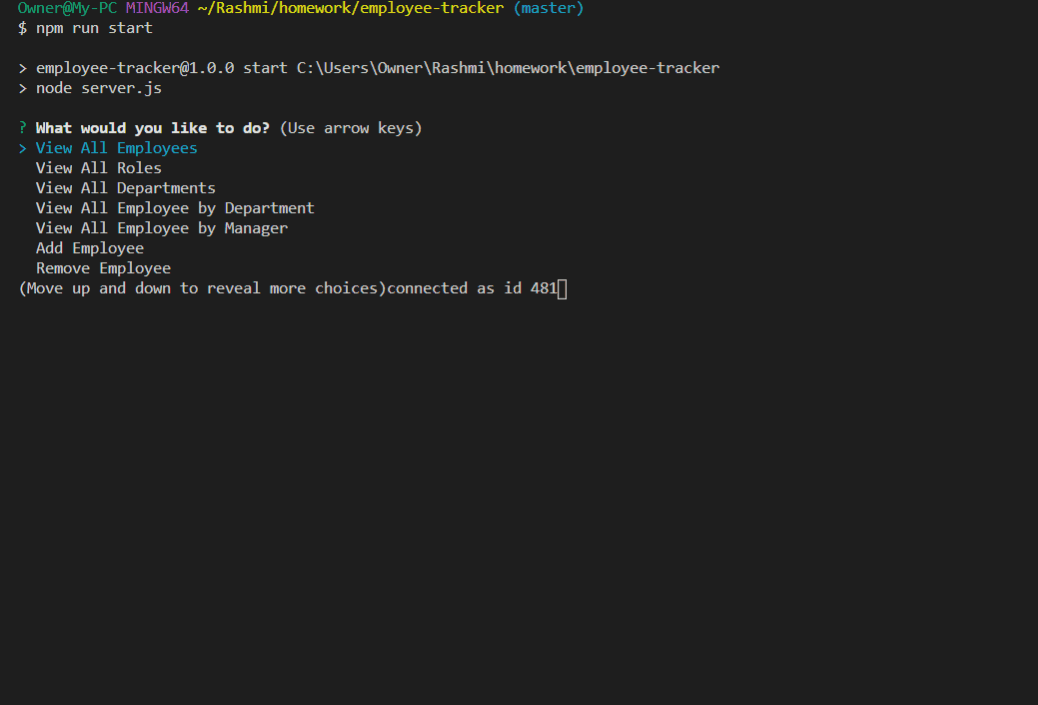 Owner@My-PC MINGW64 ~/Rashmi/homework/employee-tracker (master)
$ npm run start
> employee-tracker@1.0.0 start C:\Users\Owner\Rashmi\homework\employee-tracker
> node server.js
? What would you like to do? (Use arrow keys)
> View All Employees
View All Roles
View All Departments
View All Employee by Department
View All Employee by Manager
Add Employee
Remove Employee
(Move up and down to reveal more choices)connected as id 481